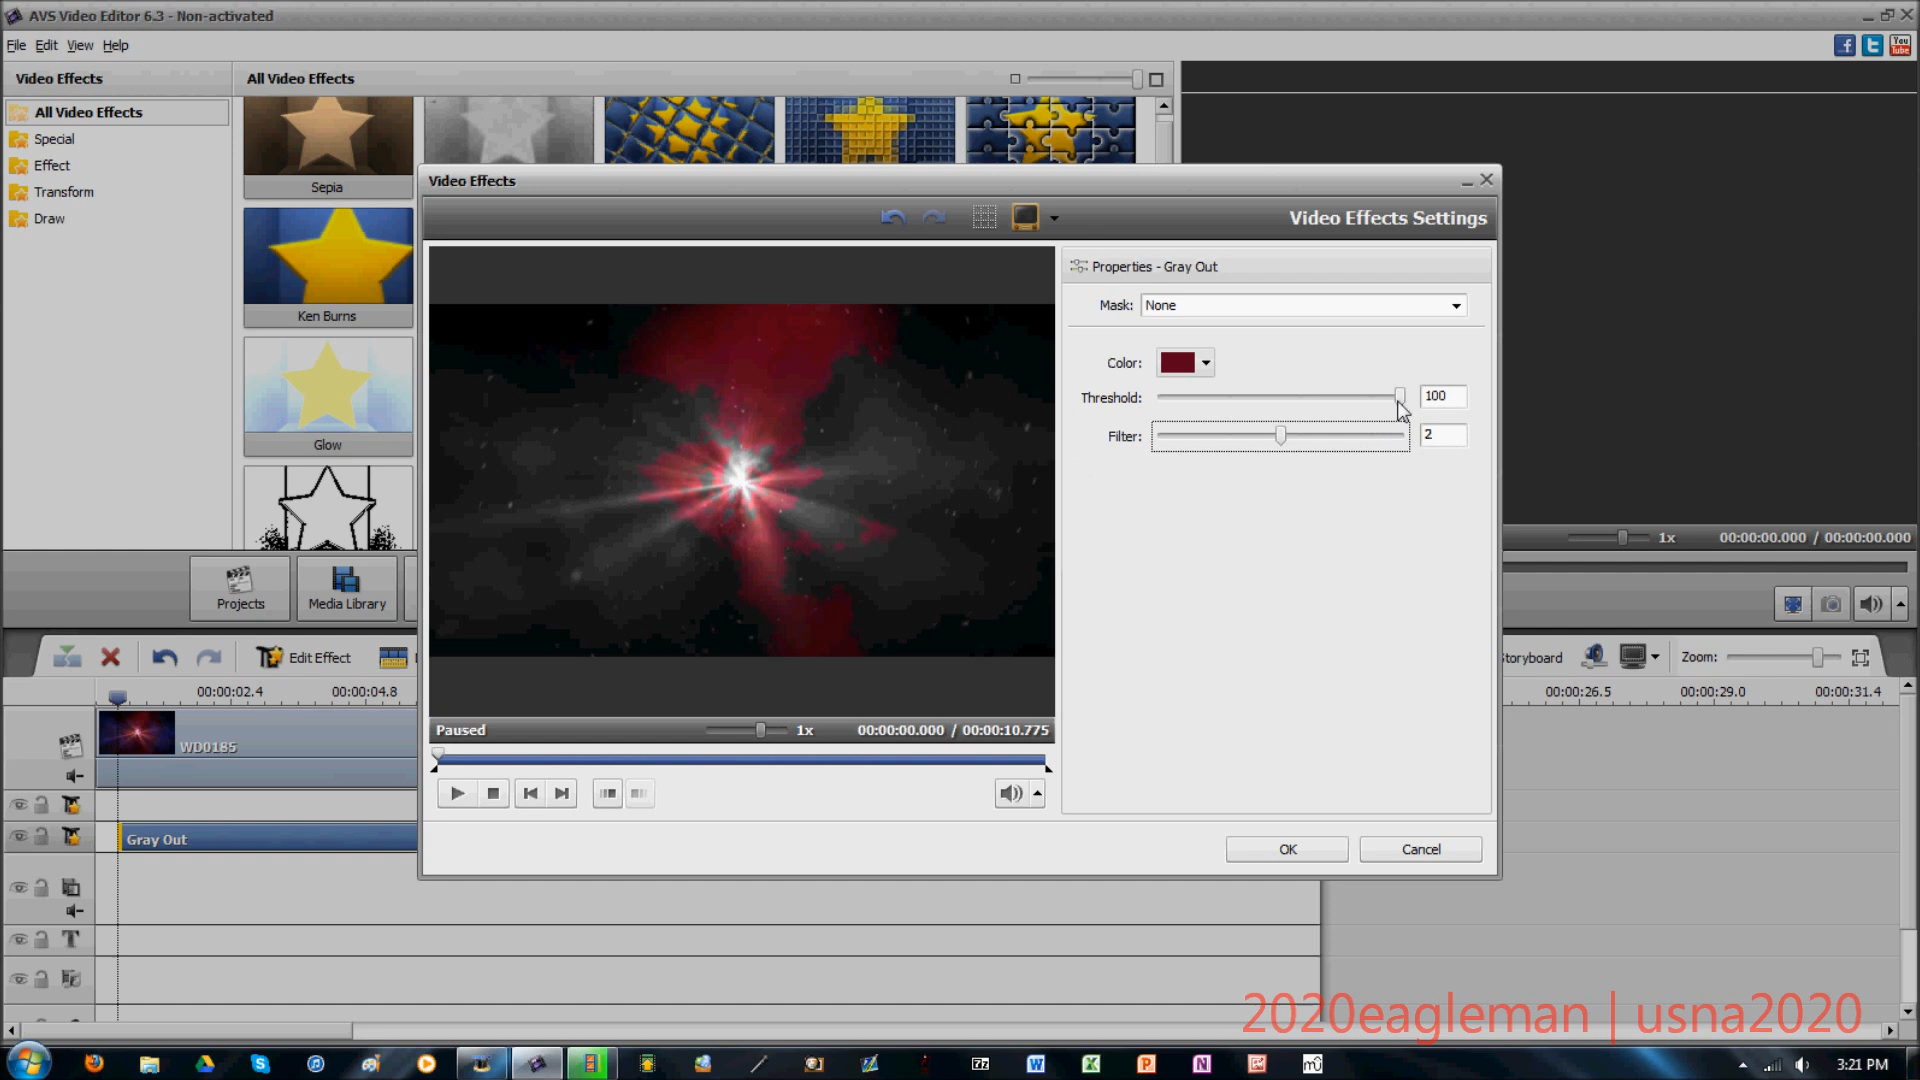 AVS Video Editor 6.3 - Non-activated
File Edit View Help
You
Tube
Video Effects
All Video Effects
All Video Effects
Special
Effect
Transform
Draw
Sepia
Ken Burns
Glow
Video Effects
Video Effects Settings
Properties - Gray Out
Mask: None
Color:
Threshold: 100
Filter: 2
Paused 1x 00:00:00.000 / 00:00:10.775
OK Cancel
1x 00:00:00.000 / 00:00:00.000
Projects
Media Library
Edit Effect
Storyboard
Zoom:
00:00:02.4 00:00:04.8 00:00:26.5 00:00:29.0 00:00:31.4
WD0185
Gray Out
T
2020eagleman | usna2020
3:21 PM